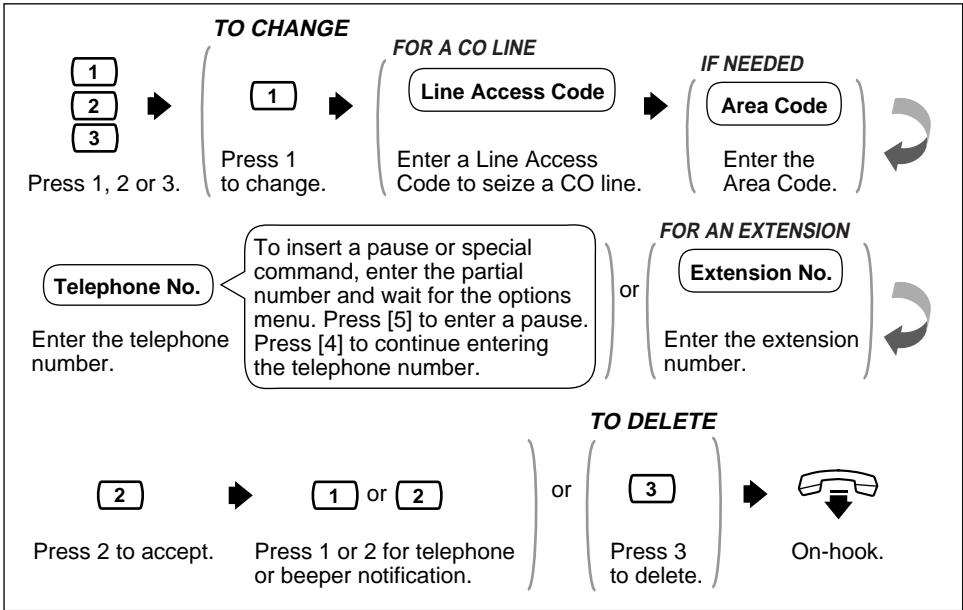 TO CHANGE
FOR A CO LINE
IF NEEDED
1
2
3
1
Line Access Code
Area Code
Press 1, 2 or 3.
Press 1
to change.
Enter a Line Access
Code to seize a CO line.
Enter the
Area Code.
Telephone No.
Enter the telephone
number.
To insert a pause or special
command, enter the partial
number and wait for the options
menu. Press [5] to enter a pause.
Press [4] to continue entering
the telephone number.
or
FOR AN EXTENSION
Extension No.
Enter the extension
number.
2
Press 2 to accept.
1 or 2
Press 1 or 2 for telephone
or beeper notification.
or
TO DELETE
3
Press 3
to delete.
On-hook.